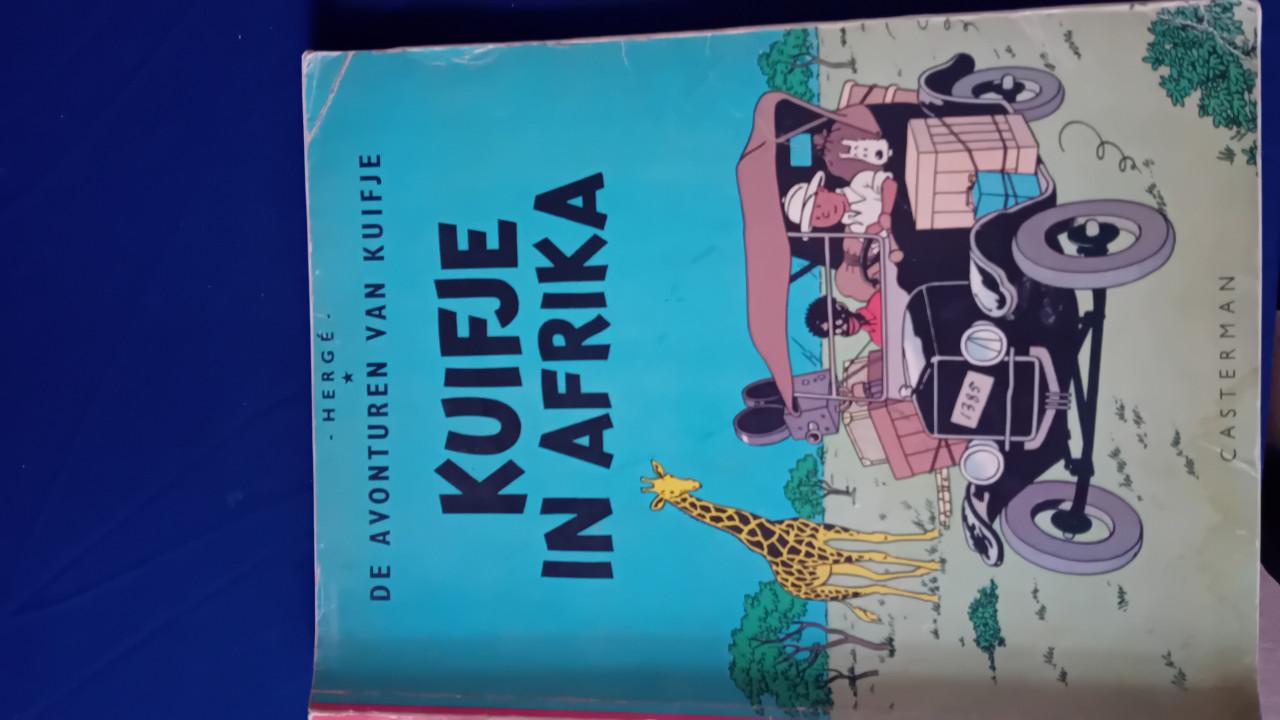 - HERGÉ -
★
DE AVONTUREN VAN KUIFJE
KUIFJE
IN AFRIKA
1385
CASTERMAN